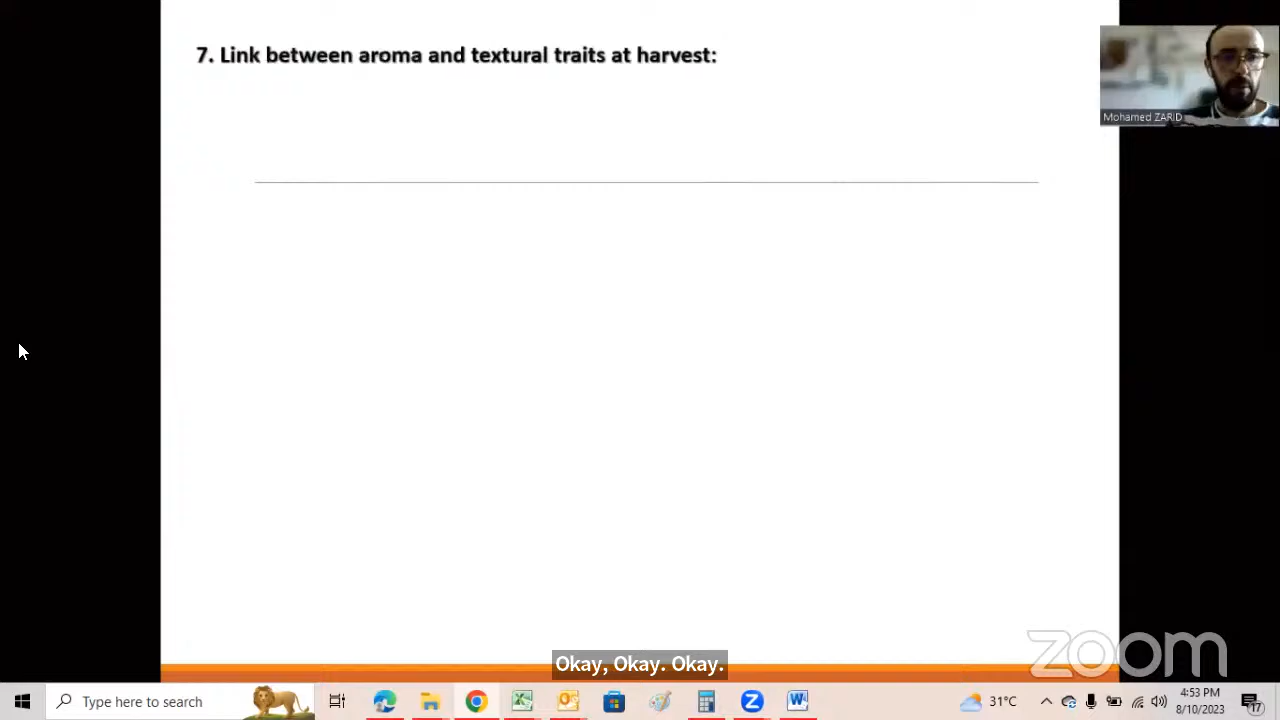 7. Link between aroma and textural traits at harvest:
Mohamed ZARID
zoom
Okay, Okay. Okay.
Type here to search
31°C
4:53 PM
8/10/2023
17